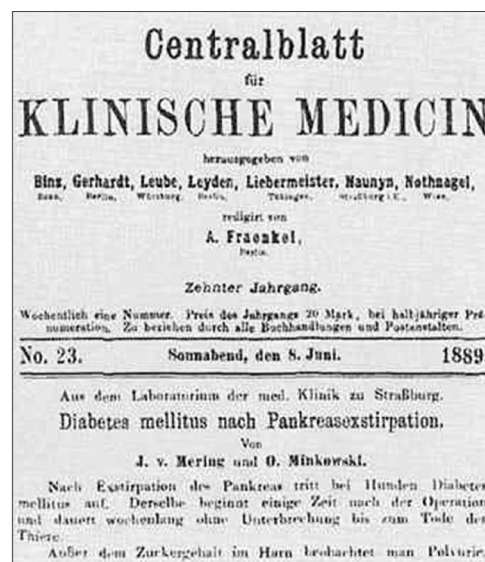 Centralblatt
für
KLINISCHE MEDICIN
herausgegeben von
Binz, Gerhardt, Leube, Leyden, Liebermeister, Naunyn, Nothnagel,
Bonn. Berlin. Würzburg. Berlin. Tübingen. Straßburg i/E. Wien.
redigirt von
A. Fraenkel,
Berlin.
Zehnter Jahrgang.
Wochentlich eine Nummer. Preis des Jahrgangs 20 Mark, bei halbjähriger Prä-
numeration. Zu beziehen durch alle Buchhandlungen und Postanstalten.
No. 23. Sonnabend, den 8. Juni. 1889
Aus dem Laboratorium der med. Klinik zu Straßburg.
Diabetes mellitus nach Pankreasexstirpation.
Von
J. v. Mering und O. Minkowski.
Nach Exstirpation des Pankreas tritt bei Hunden Diabetes
mellitus auf. Derselbe beginnt einige Zeit nach der Operation
und dauert wochenlang ohne Unterbrechung bis zum Tode der
Thiere.
Außer dem Zuckergehalt im Harn beobachtet man Polyurie,